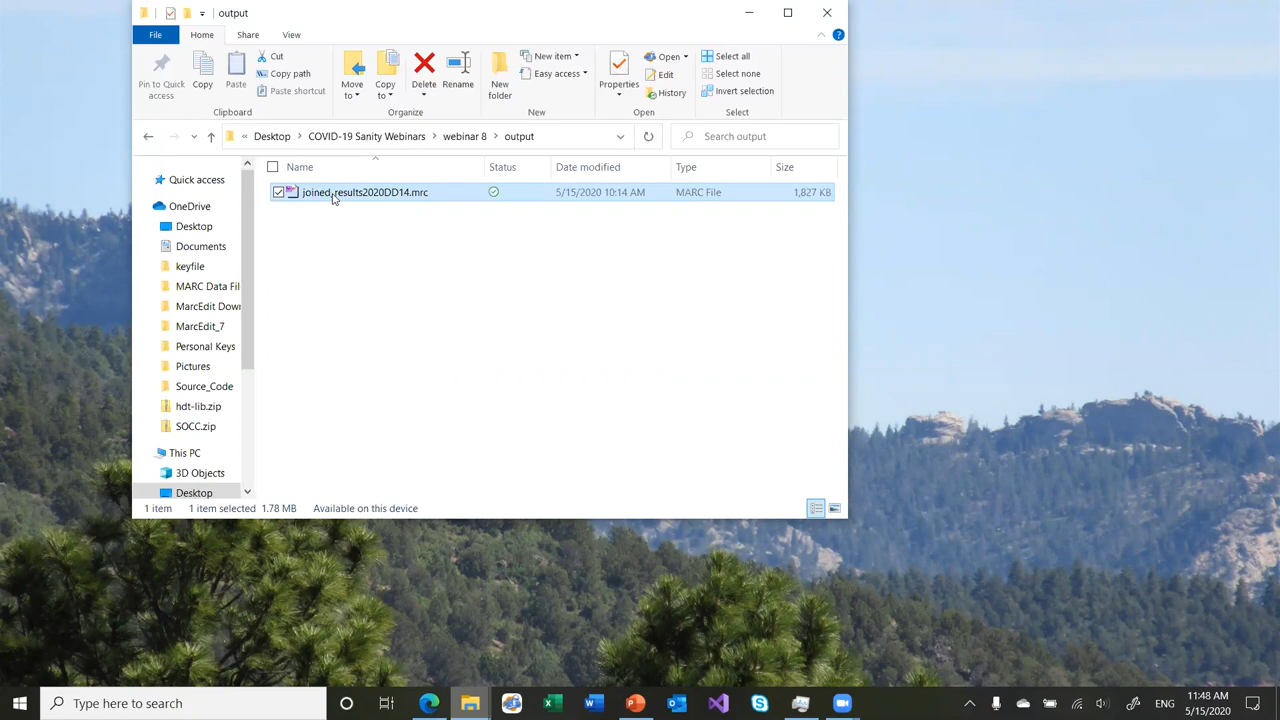 output
File
Home
Share
View
Pin to Quick
access
Copy
Paste
Cut
Copy path
Paste shortcut
Clipboard
Move
to
Copy
to
Delete
Rename
Organize
New
folder
New item
Easy access
New
Properties
Open
Edit
History
Open
Select all
Select none
Invert selection
Select
« Desktop > COVID-19 Sanity Webinars > webinar 8 > output
Search output
Name
Status
Date modified
Type
Size
joined_results2020DD14.mrc
5/15/2020 10:14 AM
MARC File
1,827 KB
Quick access
OneDrive
Desktop
Documents
keyfile
MARC Data Fil
MarcEdit Down
MarcEdit_7
Personal Keys
Pictures
Source_Code
hdt-lib.zip
SOCC.zip
This PC
3D Objects
Desktop
1 item
1 item selected 1.78 MB
Available on this device
Type here to search
ENG
11:48 AM
5/15/2020